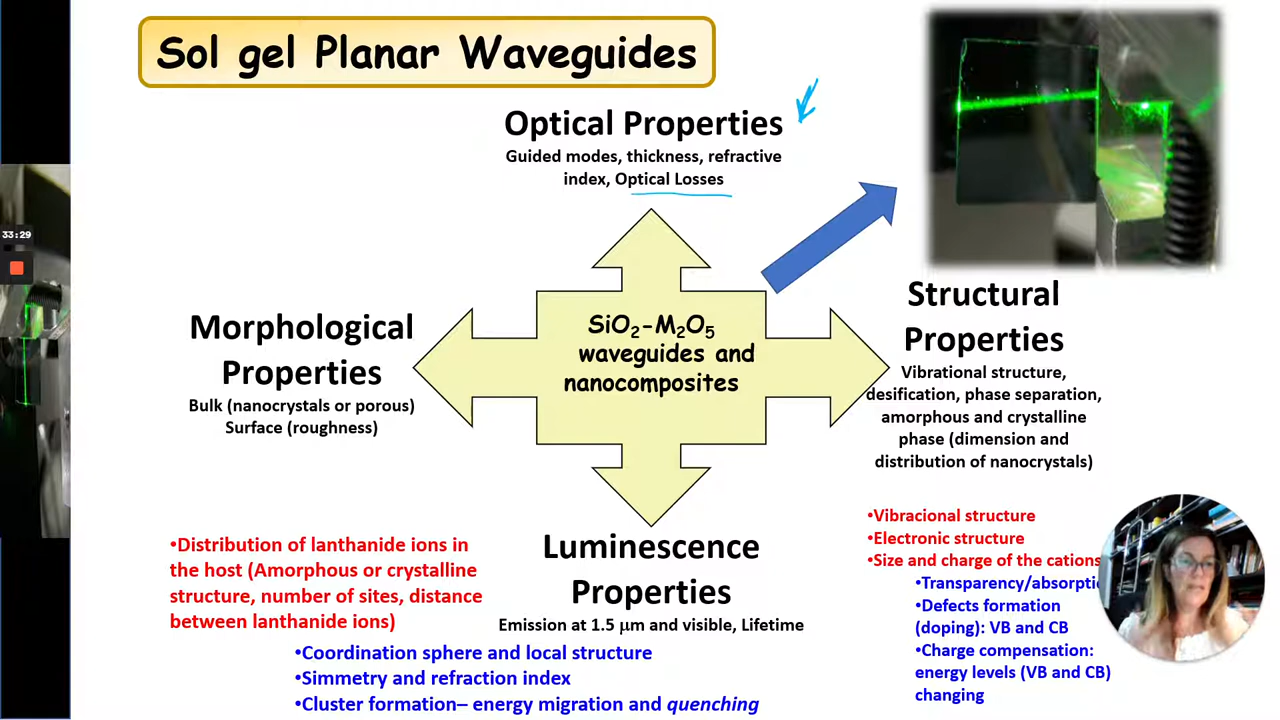 Sol gel Planar Waveguides
Optical Properties
Guided modes, thickness, refractive
index, Optical Losses
33:29
SiO₂-M₂O₅
waveguides and
nanocomposites
Morphological
Properties
Bulk (nanocrystals or porous)
Surface (roughness)
Structural
Properties
Vibrational structure,
desification, phase separation,
amorphous and crystalline
phase (dimension and
distribution of nanocrystals)
•Vibracional structure
•Electronic structure
•Size and charge of the cations
•Defects formation
(doping): VB and CB
•Charge compensation:
energy levels (VB and CB)
changing
Luminescence
Properties
Emission at 1.5 μm and visible, Lifetime
•Distribution of lanthanide ions in
the host (Amorphous or crystalline
structure, number of sites, distance
between lanthanide ions)
•Coordination sphere and local structure
•Simmetry and refraction index
•Cluster formation– energy migration and quenching